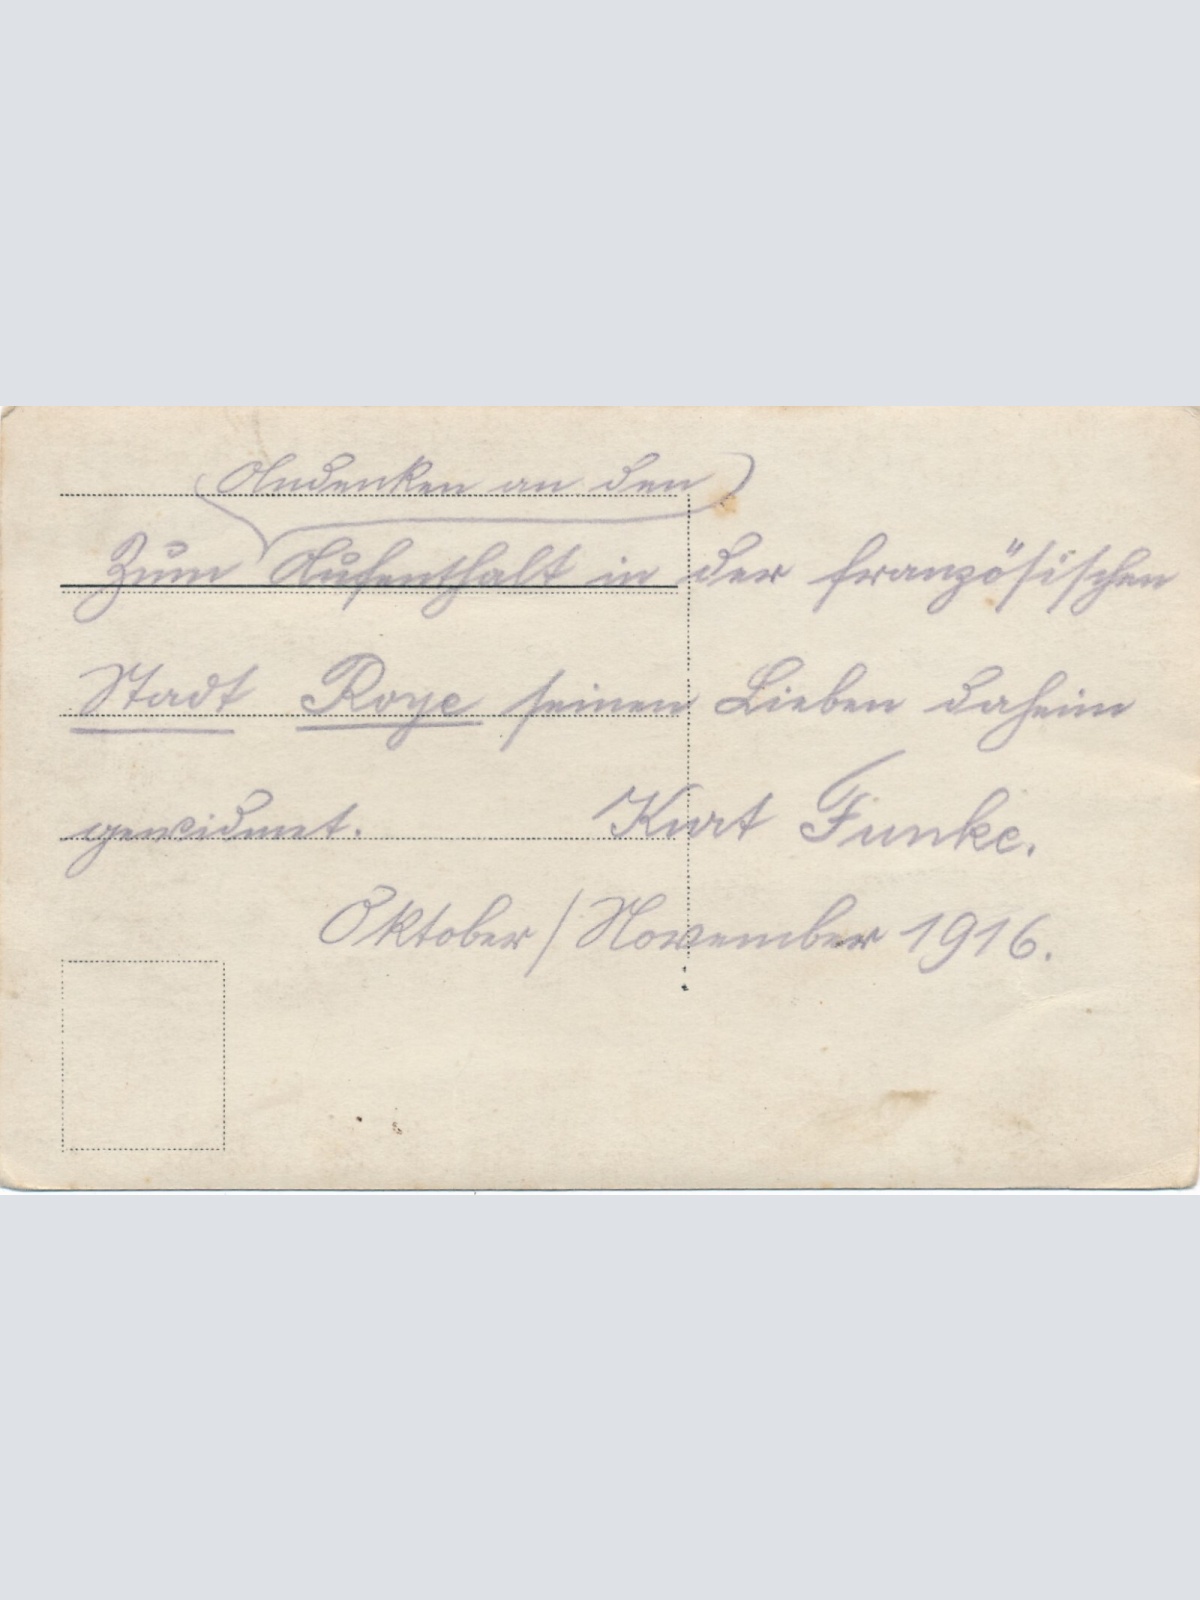 Andenken an den
Zum Aufenthalt in der französischen
Stadt Roye seinen Lieben daheim
gewidmet. Kurt Funke.
Oktober/November 1916.